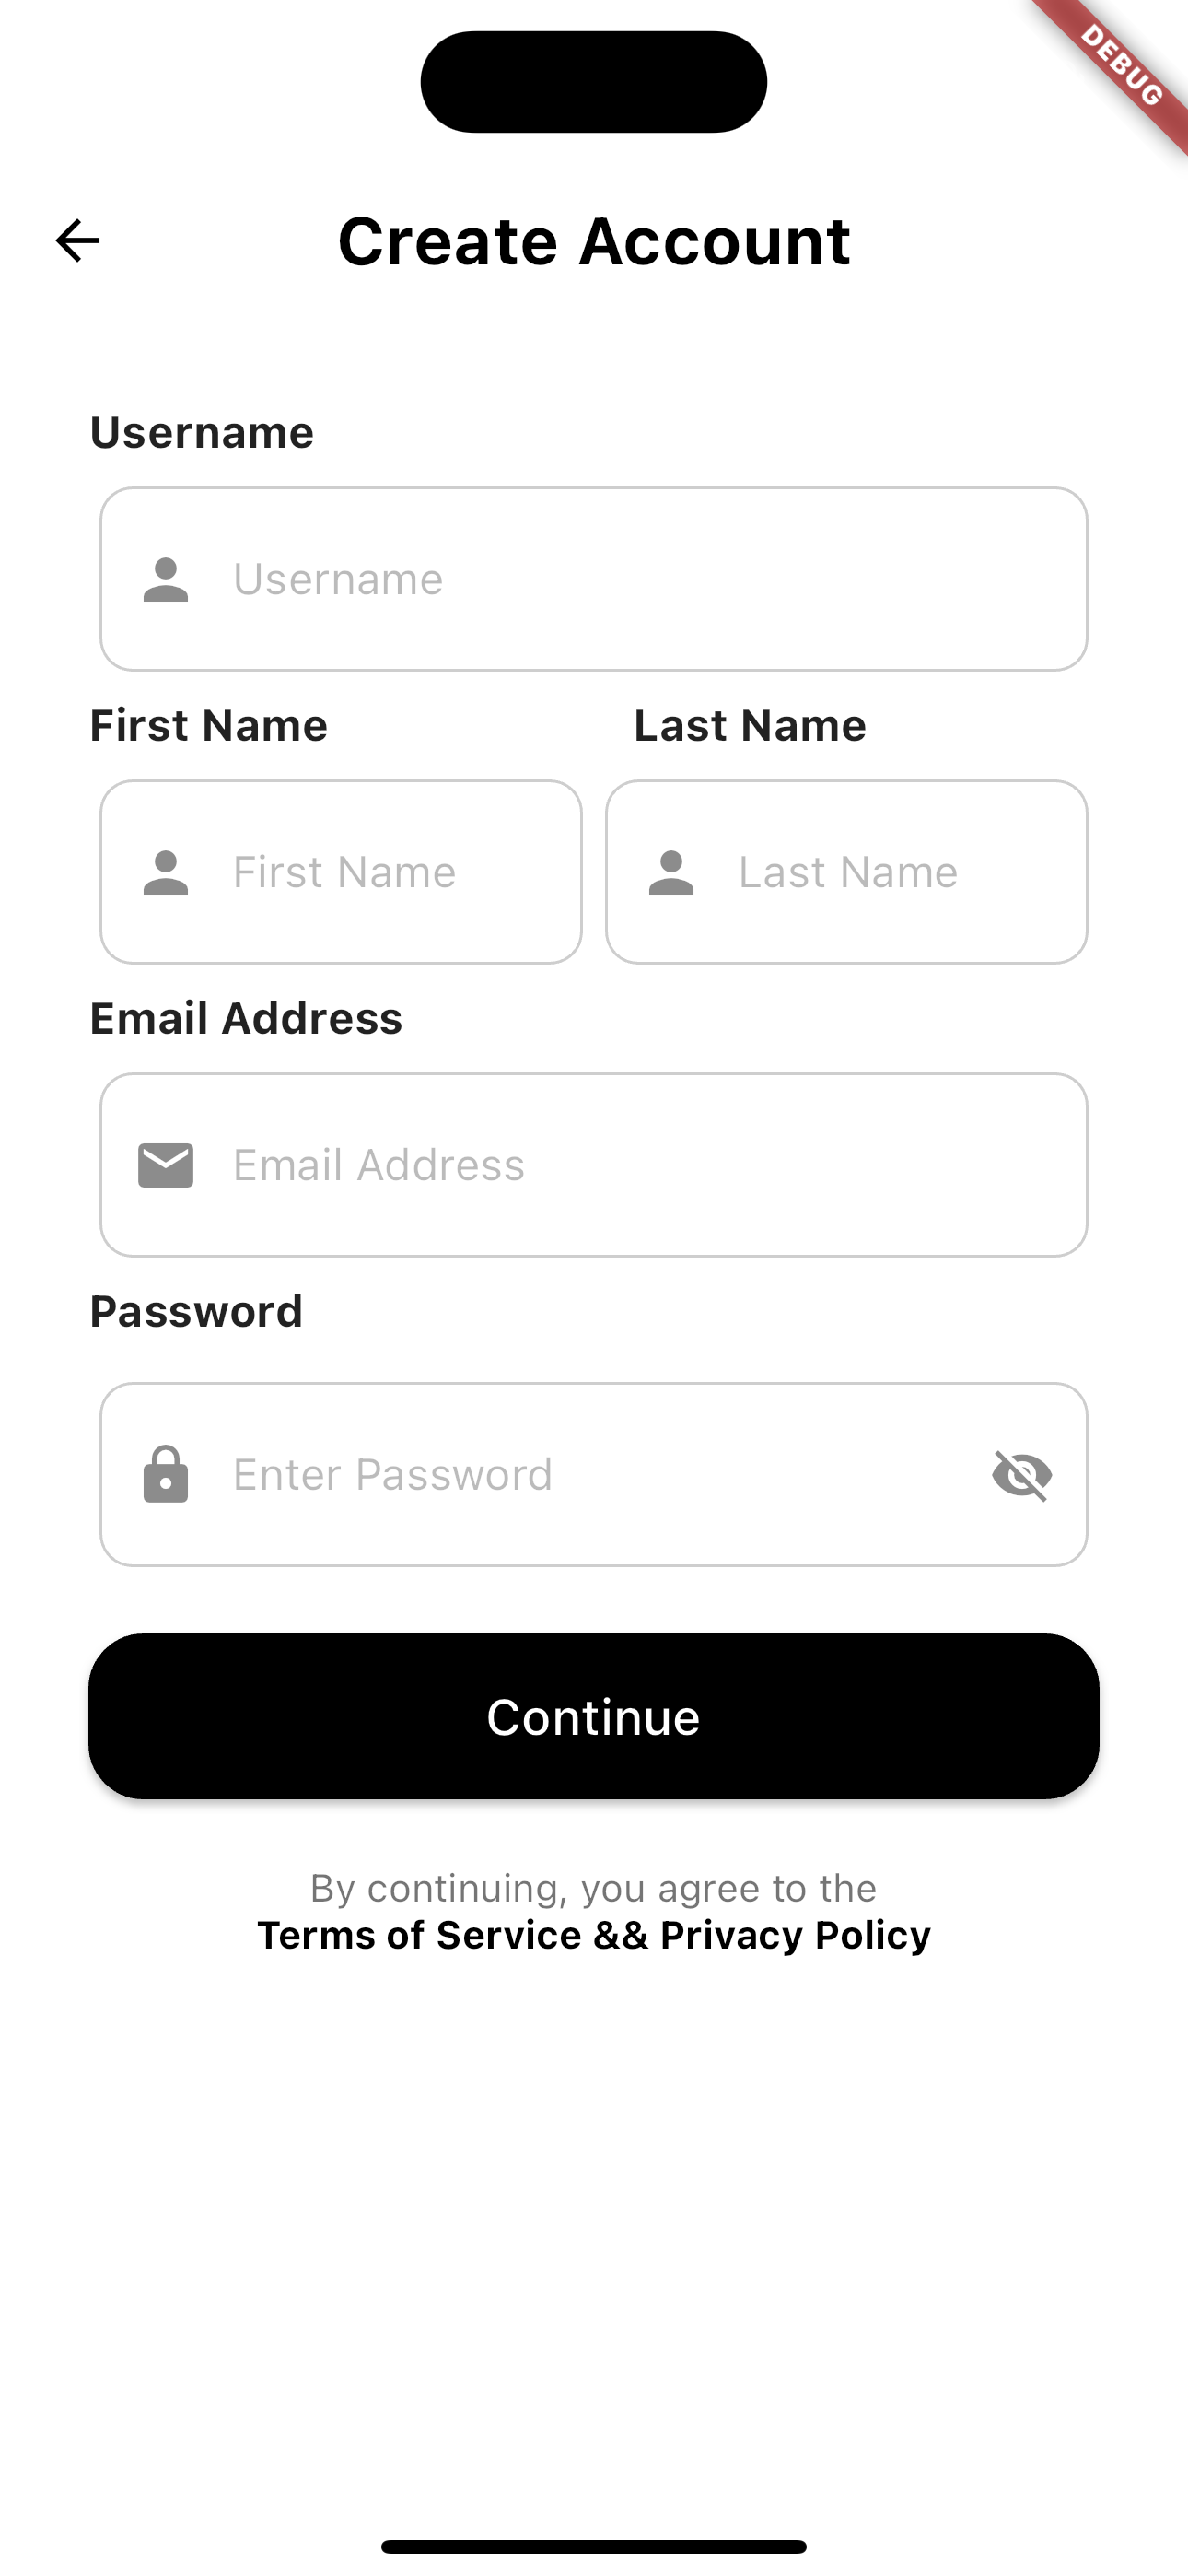 DEBUG
Create Account
Username
Username
First Name Last Name
First Name Last Name
Email Address
Email Address
Password
Enter Password
Continue
By continuing, you agree to the
Terms of Service && Privacy Policy